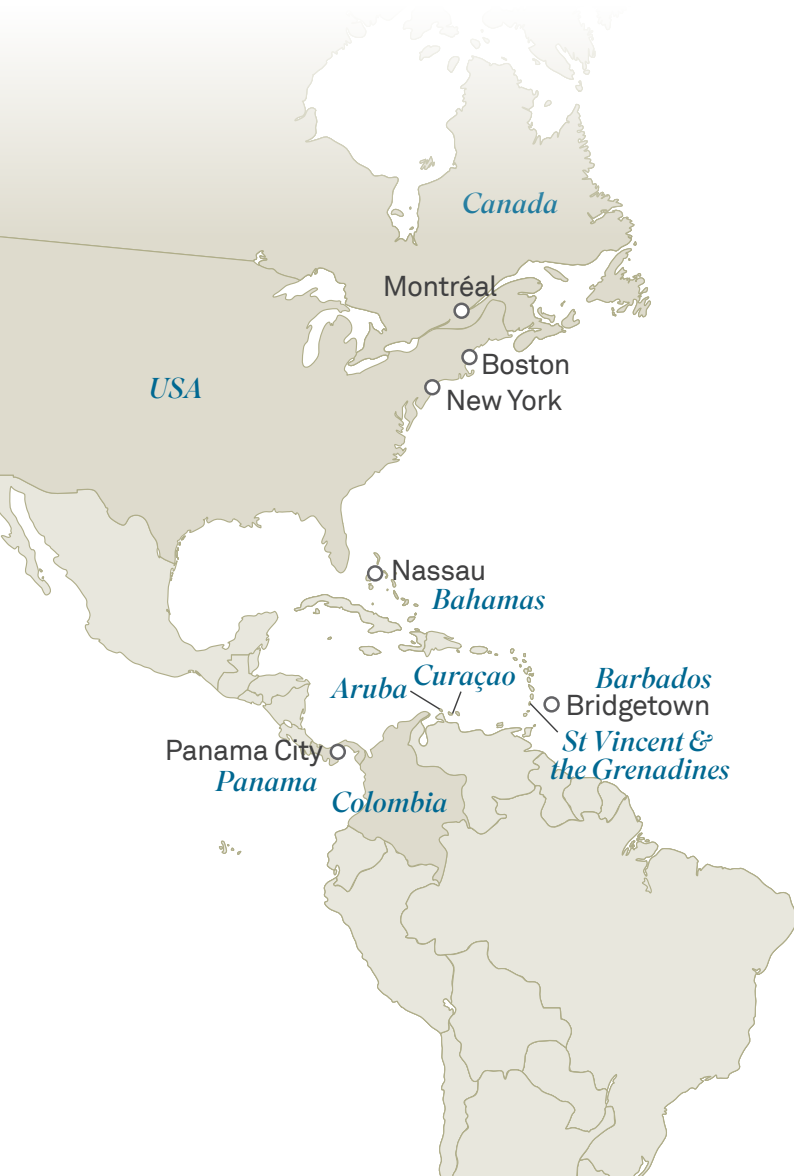 Canada
Montréal
Boston
USA
New York
Nassau
Bahamas
Aruba
Curaçao
Barbados
Bridgetown
St Vincent &
the Grenadines
Panama City
Panama
Colombia